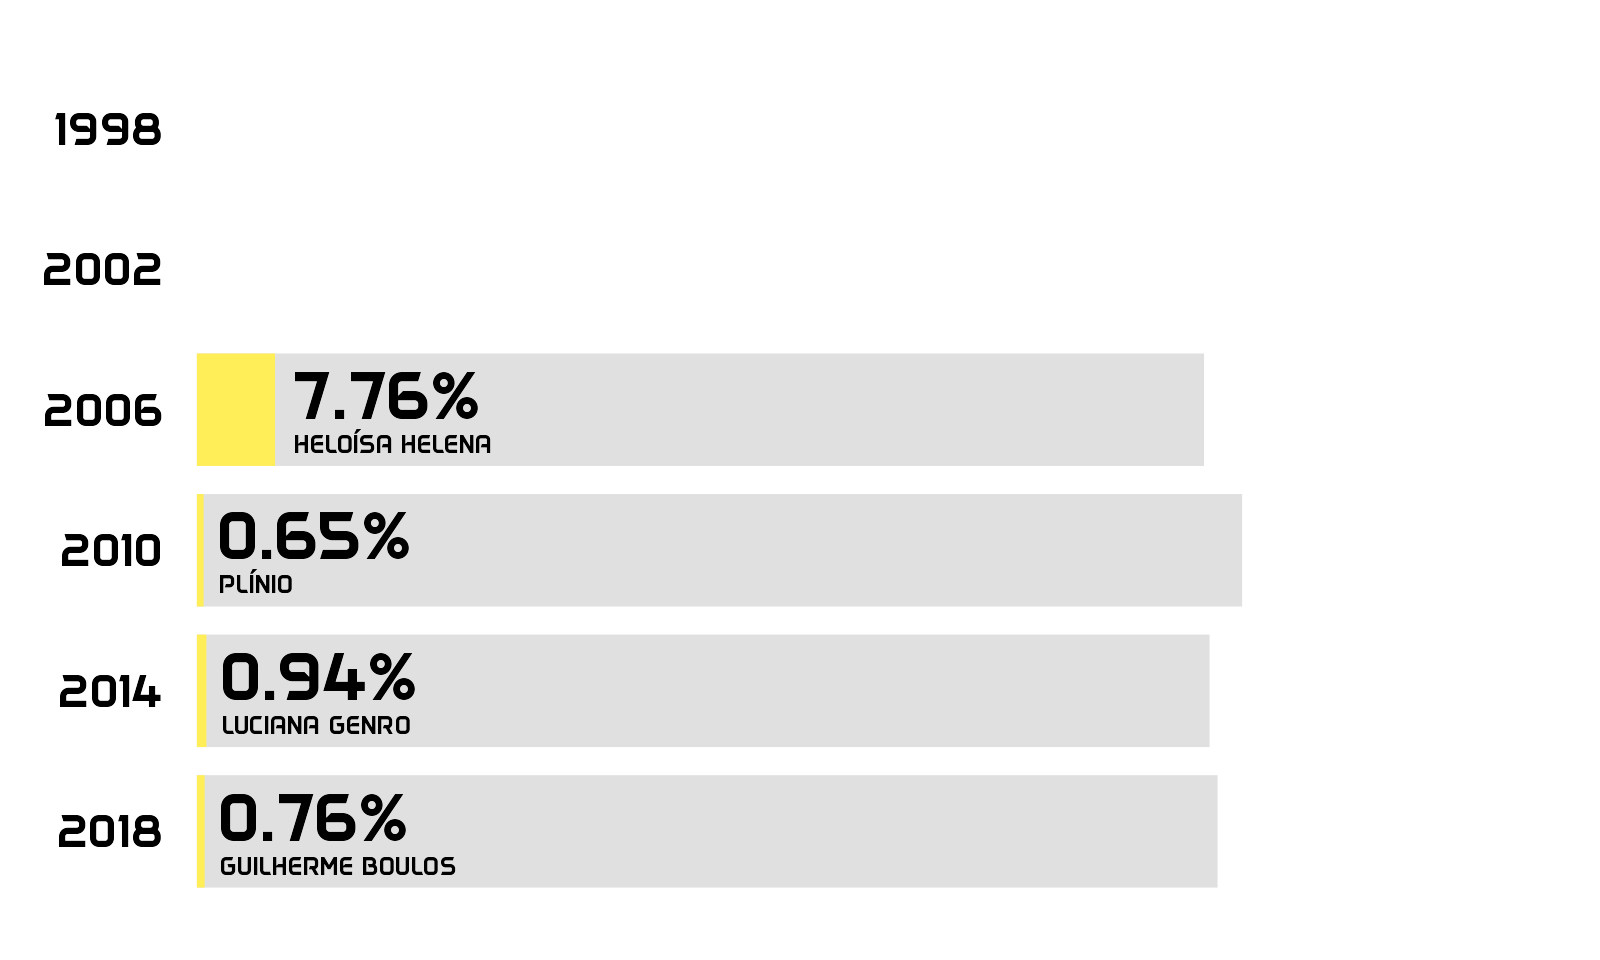 1998
2002
2006
7.76%
HELOÍSA HELENA
2010
0.65%
PLÍNIO
2014
0.94%
LUCIANA GENRO
2018
0.76%
GUILHERME BOULOS